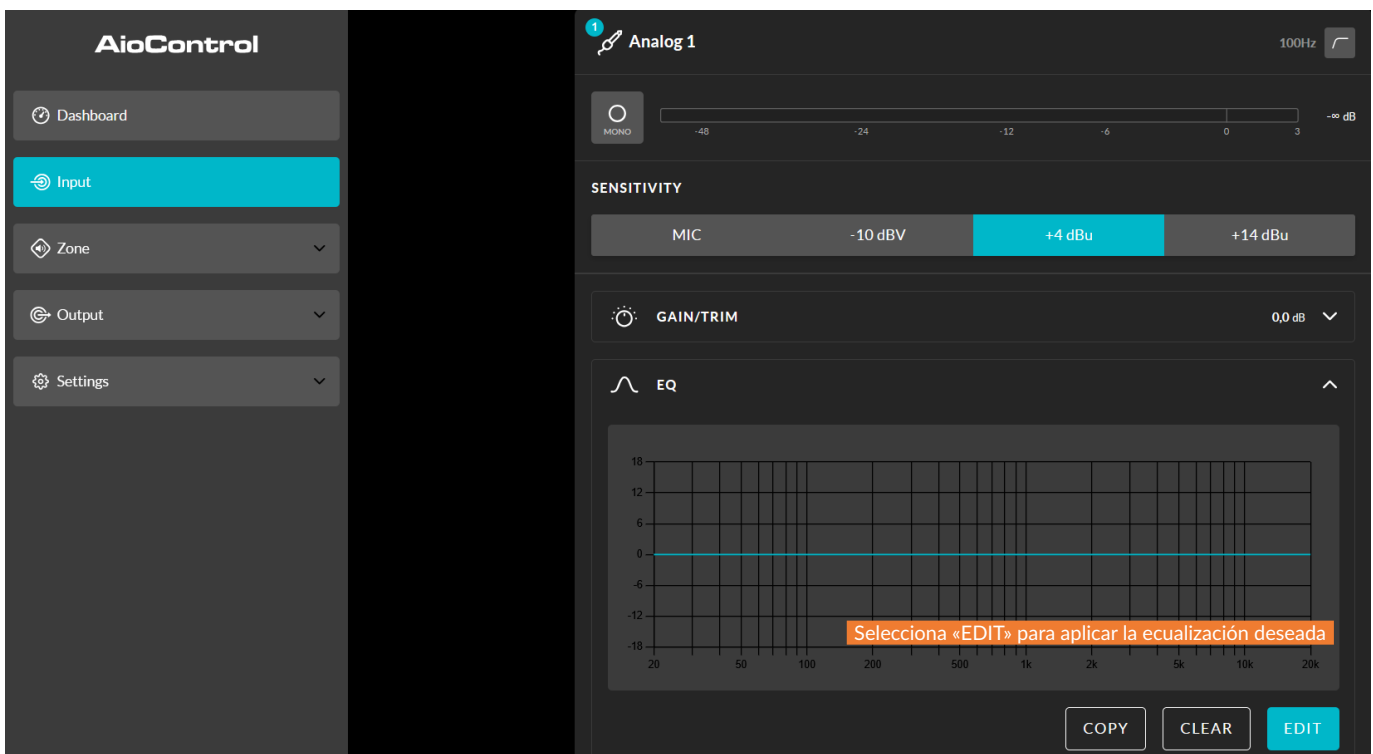 AioControl
Dashboard
Input
Zone
Output
Settings
1
Analog 1
100Hz
MONO
-48 -24 -12 -6 0 3
-∞ dB
SENSITIVITY
MIC -10 dBV +4 dBu +14 dBu
GAIN/TRIM 0,0 dB
EQ
18
12
6
0
-6
-12
Selecciona «EDIT» para aplicar la ecualización deseada
-18
20 50 100 200 500 1k 2k 5k 10k 20k
COPY CLEAR EDIT